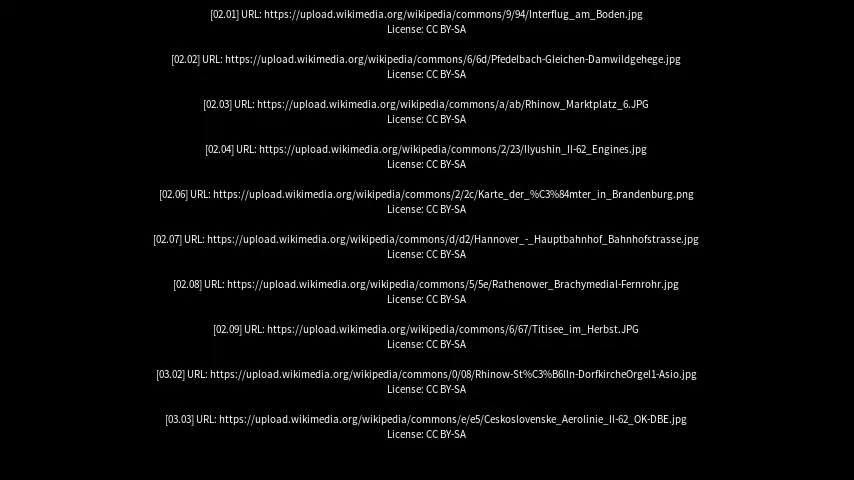 [02.01] URL: https://upload.wikimedia.org/wikipedia/commons/9/94/Interflug_am_Boden.jpg
License: CC BY-SA
[02.02] URL: https://upload.wikimedia.org/wikipedia/commons/6/6d/Pfedelbach-Gleichen-Damwildgehege.jpg
License: CC BY-SA
[02.03] URL: https://upload.wikimedia.org/wikipedia/commons/a/ab/Rhinow_Marktplatz_6.JPG
License: CC BY-SA
[02.04] URL: https://upload.wikimedia.org/wikipedia/commons/2/23/Ilyushin_Il-62_Engines.jpg
License: CC BY-SA
[02.06] URL: https://upload.wikimedia.org/wikipedia/commons/2/2c/Karte_der_%C3%84mter_in_Brandenburg.png
License: CC BY-SA
[02.07] URL: https://upload.wikimedia.org/wikipedia/commons/d/d2/Hannover_-_Hauptbahnhof_Bahnhofstrasse.jpg
License: CC BY-SA
[02.08] URL: https://upload.wikimedia.org/wikipedia/commons/5/5e/Rathenower_Brachymedial-Fernrohr.jpg
License: CC BY-SA
[02.09] URL: https://upload.wikimedia.org/wikipedia/commons/6/67/Titisee_im_Herbst.JPG
License: CC BY-SA
[03.02] URL: https://upload.wikimedia.org/wikipedia/commons/0/08/Rhinow-St%C3%B6lln-DorfkircheOrgel1-Asio.jpg
License: CC BY-SA
[03.03] URL: https://upload.wikimedia.org/wikipedia/commons/e/e5/Ceskoslovenske_Aerolinie_Il-62_OK-DBE.jpg
License: CC BY-SA